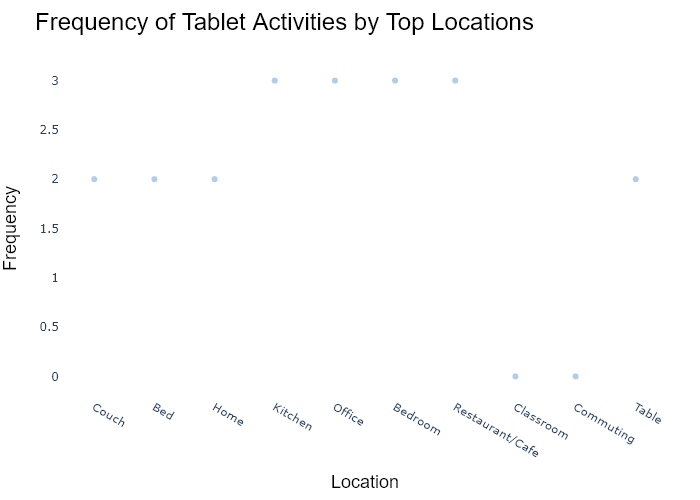 Frequency of Tablet Activities by Top Locations
3
2.5
2
1.5
1
0.5
0
Frequency
Couch
Bed
Home
Kitchen
Office
Bedroom
Restaurant/Cafe
Classroom
Commuting
Table
Location